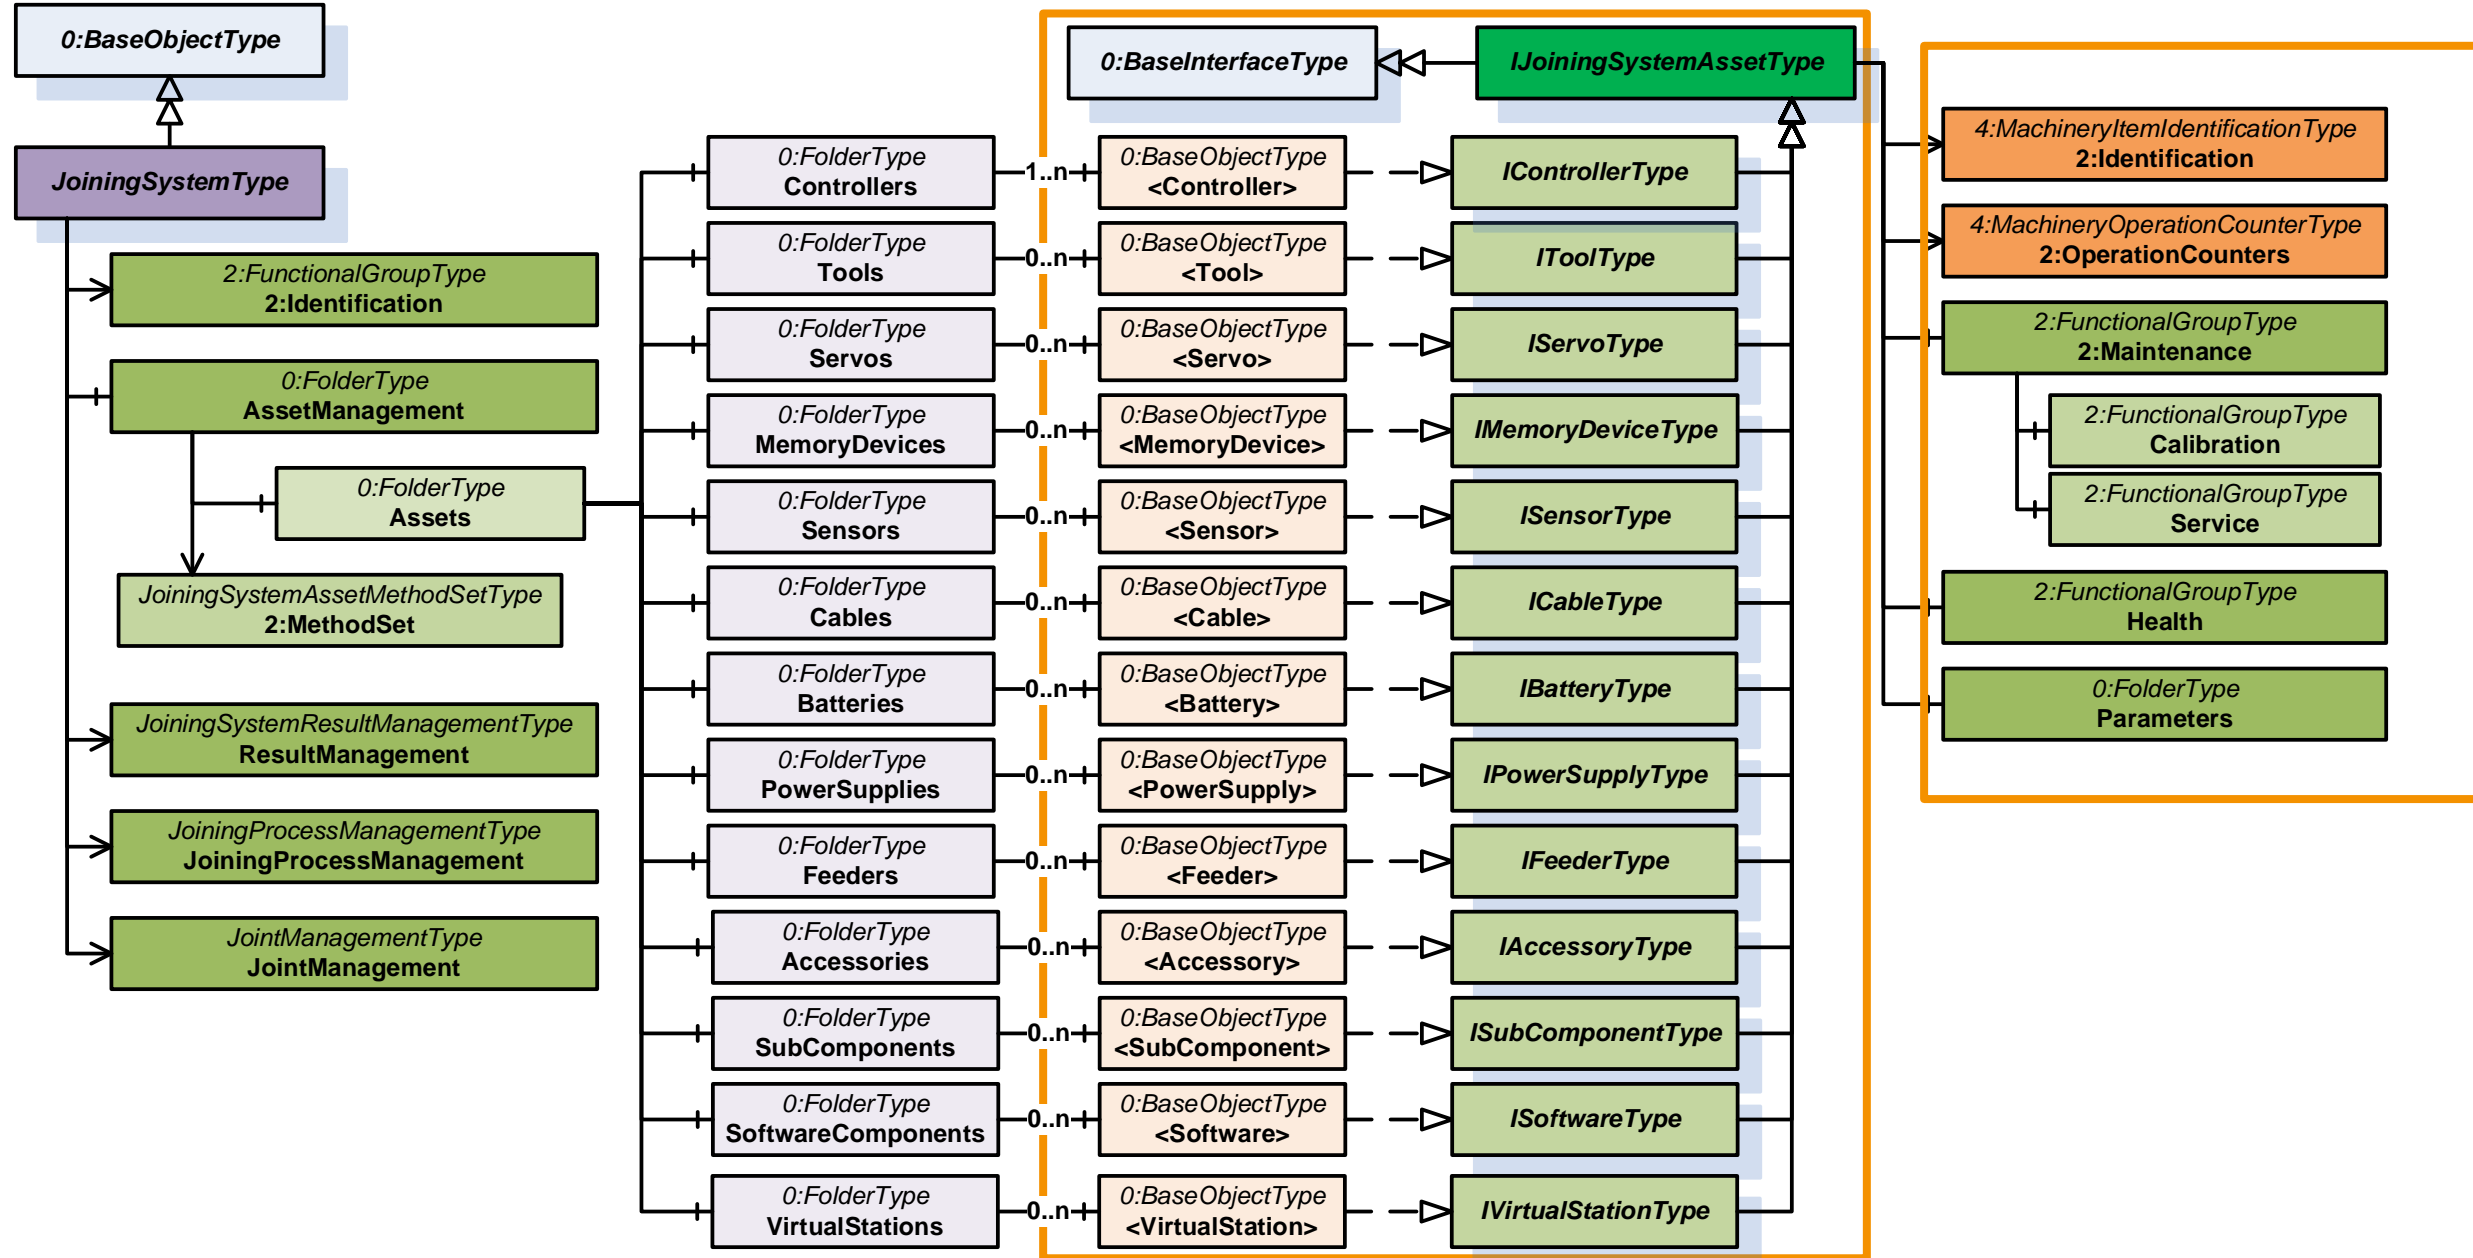 0:BaseObjectType
JoiningSystemType
2:FunctionalGroupType
2:Identification
0:FolderType
AssetManagement
0:FolderType
Assets
JoiningSystemAssetMethodSetType
2:MethodSet
JoiningSystemResultManagementType
ResultManagement
JoiningProcessManagementType
JoiningProcessManagement
JointManagementType
JointManagement
0:BaseInterfaceType
IJoiningSystemAssetType
0:FolderType
Controllers
1..n
0:BaseObjectType
<Controller>
IControllerType
0:FolderType
Tools
0..n
0:BaseObjectType
<Tool>
IToolType
0:FolderType
Servos
0..n
0:BaseObjectType
<Servo>
IServoType
0:FolderType
MemoryDevices
0..n
0:BaseObjectType
<MemoryDevice>
IMemoryDeviceType
0:FolderType
Sensors
0..n
0:BaseObjectType
<Sensor>
ISensorType
0:FolderType
Cables
0..n
0:BaseObjectType
<Cable>
ICableType
0:FolderType
Batteries
0..n
0:BaseObjectType
<Battery>
IBatteryType
0:FolderType
PowerSupplies
0..n
0:BaseObjectType
<PowerSupply>
IPowerSupplyType
0:FolderType
Feeders
0..n
0:BaseObjectType
<Feeder>
IFeederType
0:FolderType
Accessories
0..n
0:BaseObjectType
<Accessory>
IAccessoryType
0:FolderType
SubComponents
0..n
0:BaseObjectType
<SubComponent>
ISubComponentType
0:FolderType
SoftwareComponents
0..n
0:BaseObjectType
<Software>
ISoftwareType
0:FolderType
VirtualStations
0..n
0:BaseObjectType
<VirtualStation>
IVirtualStationType
4:MachineryItemIdentificationType
2:Identification
4:MachineryOperationCounterType
2:OperationCounters
2:FunctionalGroupType
2:Maintenance
2:FunctionalGroupType
Calibration
2:FunctionalGroupType
Service
2:FunctionalGroupType
Health
0:FolderType
Parameters